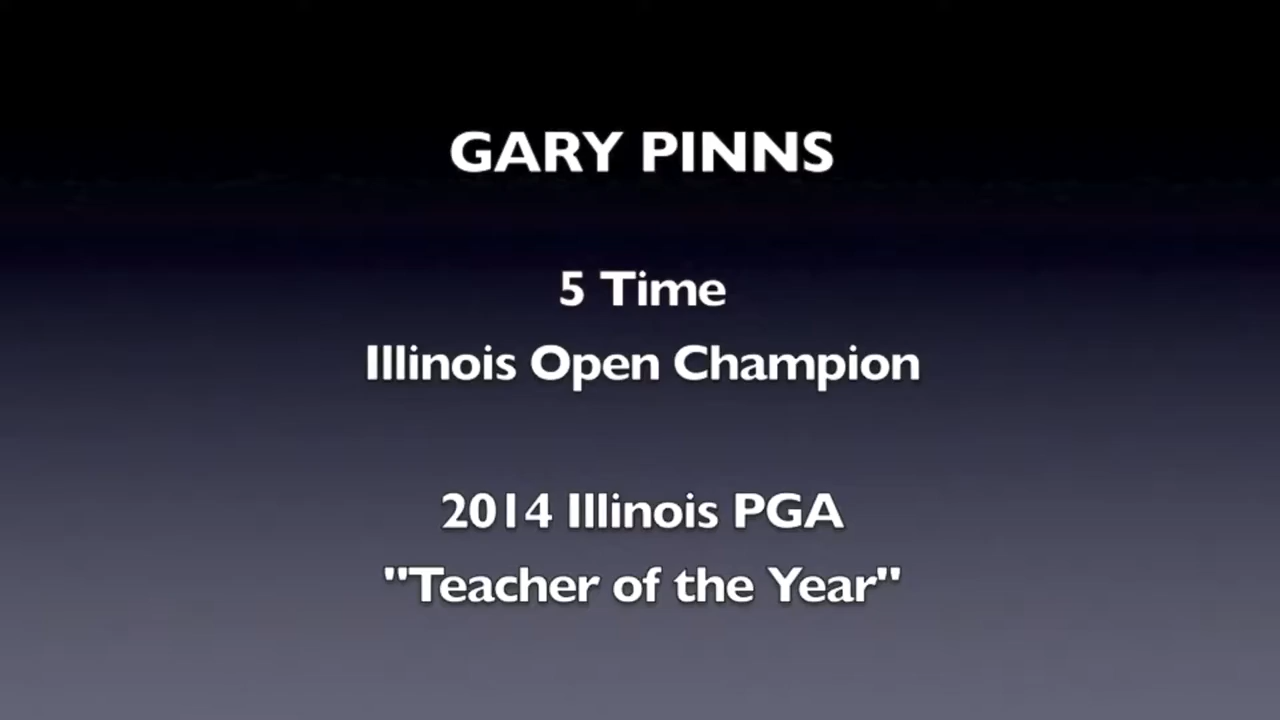 GARY PINNS
5 Time
Illinois Open Champion
2014 Illinois PGA
"Teacher of the Year"